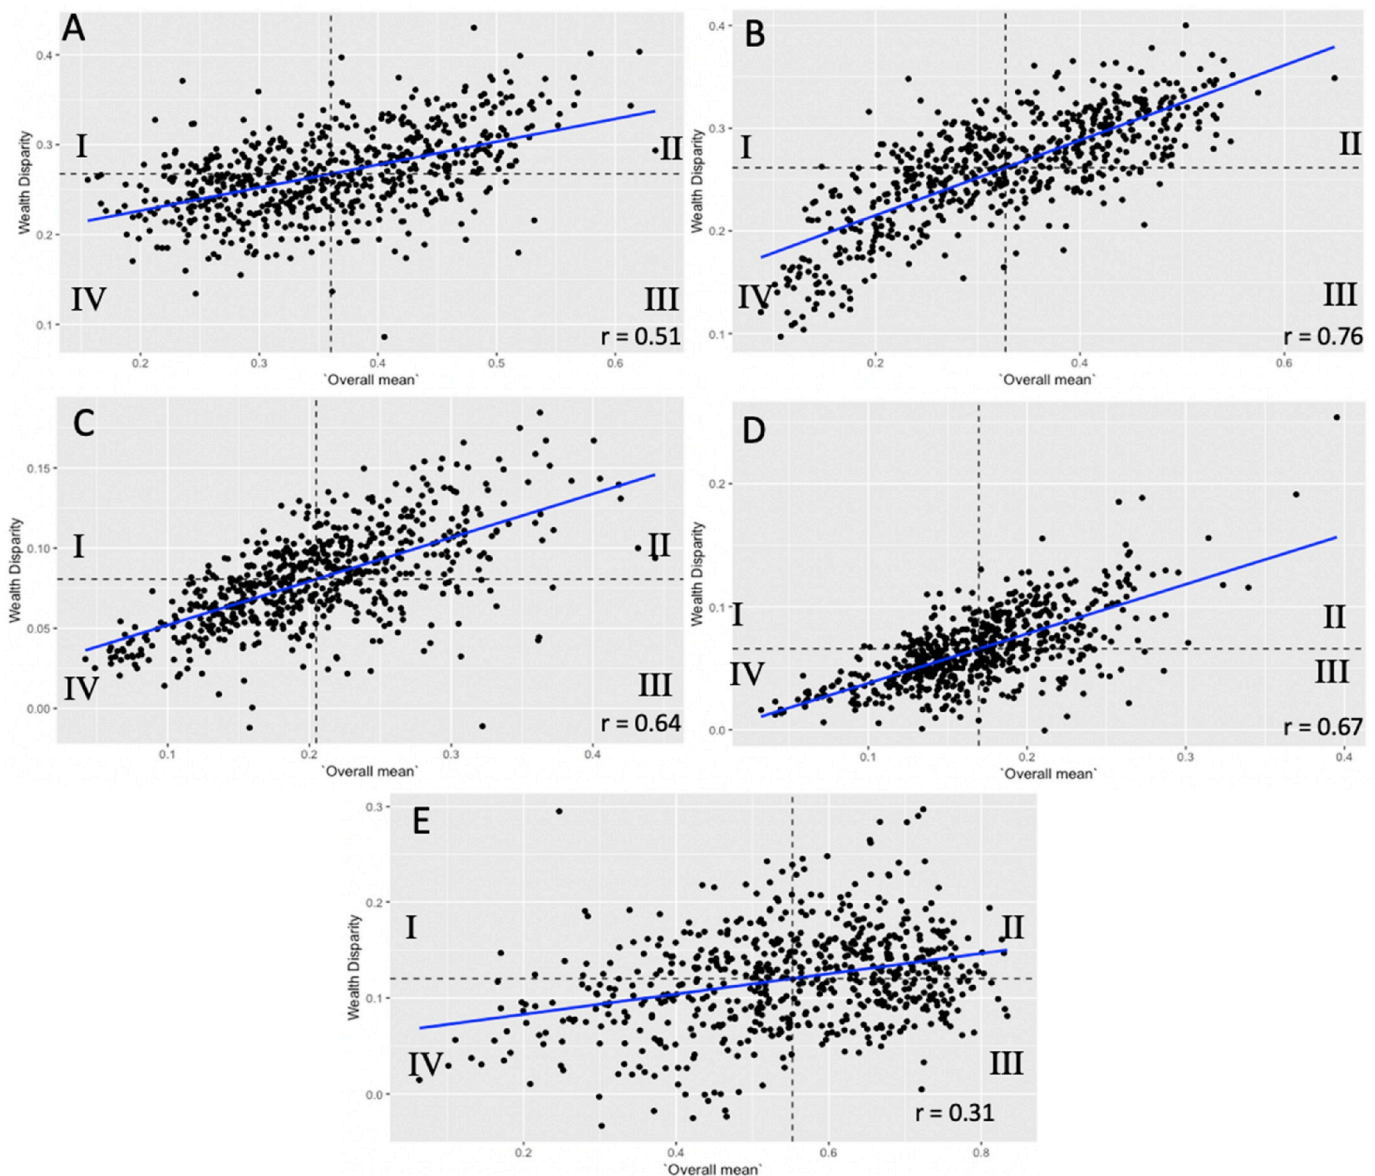 A
0.4
0.3
0.2
0.1
Wealth Disparity
I
II
IV
III
r = 0.51
0.2 0.3 0.4 0.5 0.6
`Overall mean`
B
0.4
0.3
0.2
0.1
Wealth Disparity
I
II
IV
III
r = 0.76
0.2 0.4 0.6
`Overall mean`
C
0.15
0.10
0.05
0.00
Wealth Disparity
I
II
IV
III
r = 0.64
0.1 0.2 0.3 0.4
`Overall mean`
D
0.2
0.1
0.0
Wealth Disparity
I
II
IV
III
r = 0.67
0.1 0.2 0.3 0.4
`Overall mean`
E
0.3
0.2
0.1
0.0
Wealth Disparity
I
II
IV
III
r = 0.31
0.2 0.4 0.6 0.8
`Overall mean`